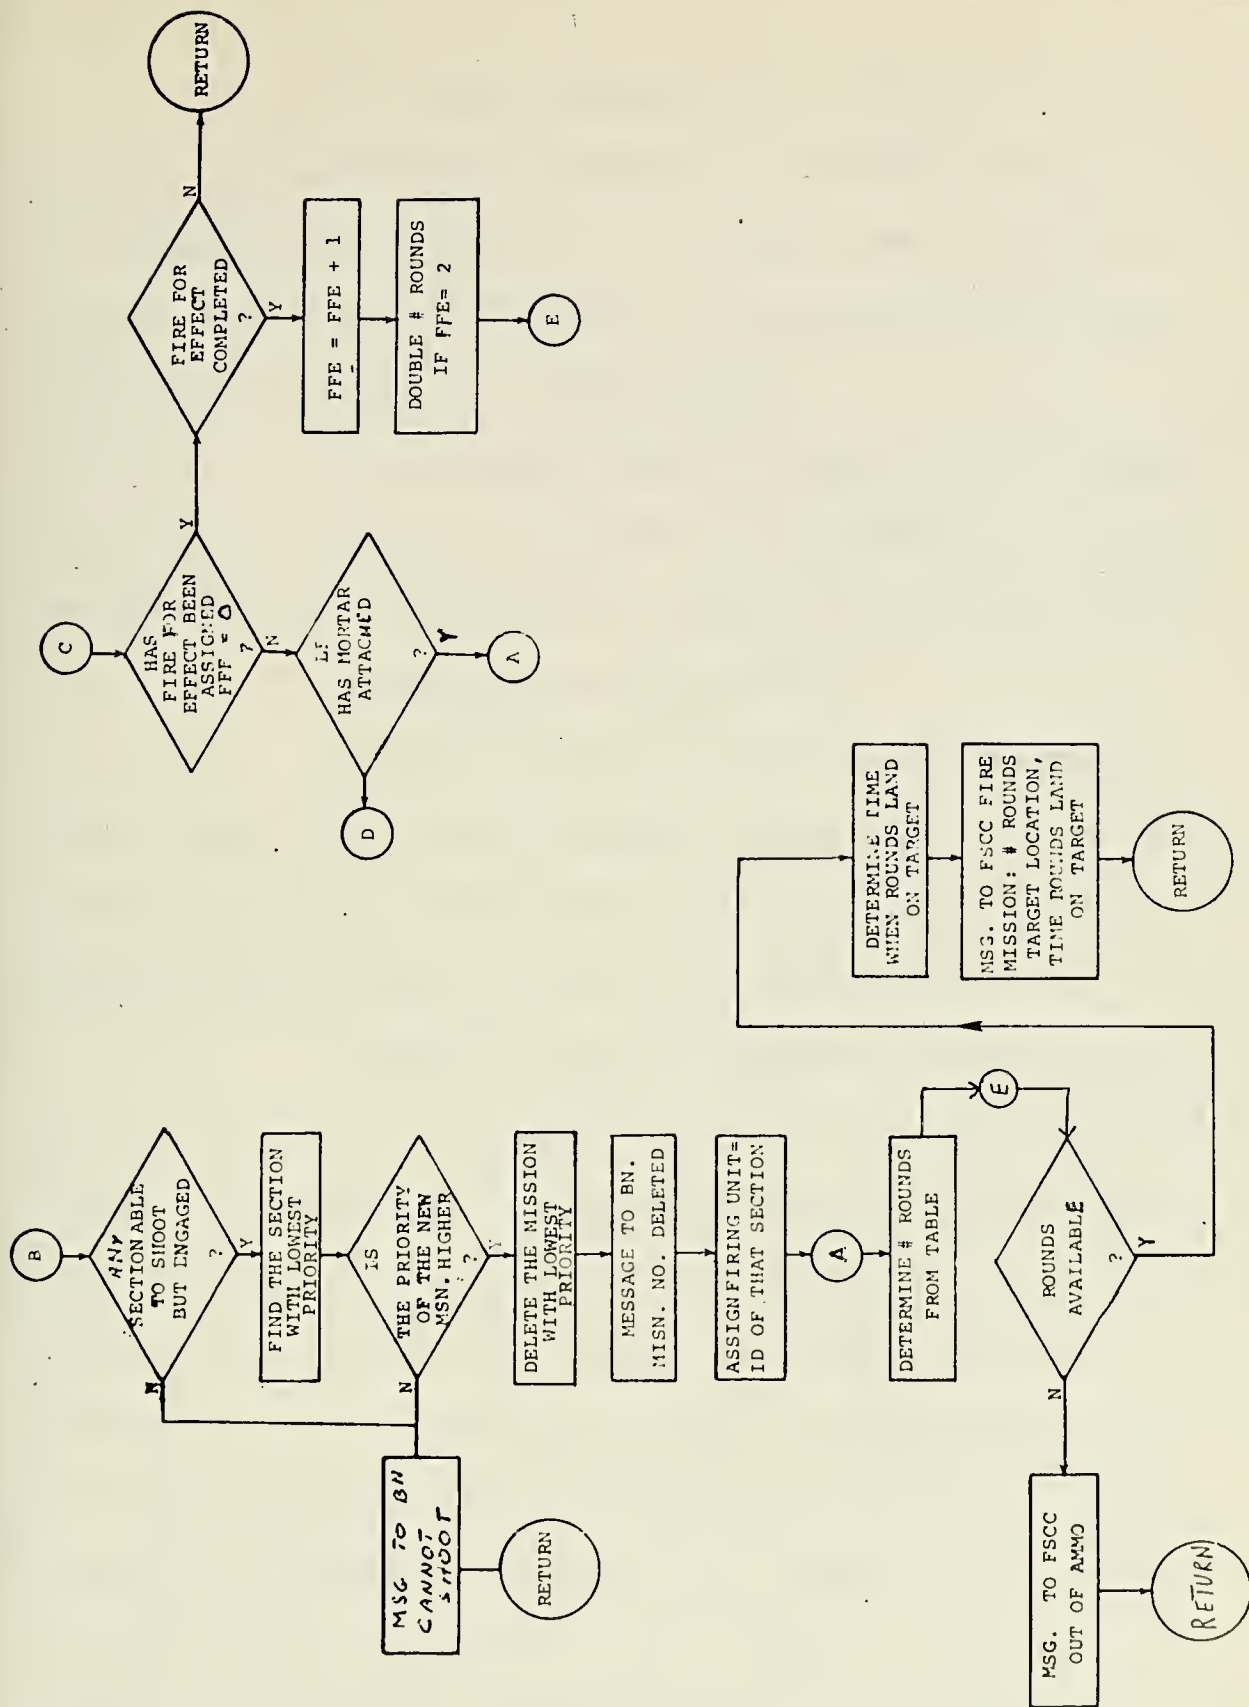 B
ANY
SECTION ABLE
TO SHOOT
BUT ENGAGED
?
N
Y
FIND THE SECTION
WITH LOWEST
PRIORITY
IS
THE PRIORITY
OF THE NEW
MSN. HIGHER
?
N
Y
MSG TO BN
CANNOT
SHOOT
RETURN
DELETE THE MISSION
WITH LOWEST
PRIORITY
MESSAGE TO BN.
MISN. NO. DELETED
ASSIGN FIRING UNIT=
ID OF THAT SECTION
A
DETERMINE # ROUNDS
FROM TABLE
E
ROUNDS
AVAILABLE
?
N
Y
MSG. TO FSCC
OUT OF AMMO
RETURN
DETERMINE TIME
WHEN ROUNDS LAND
ON TARGET
MSG. TO FSCC FIRE
MISSION: # ROUNDS
TARGET LOCATION,
TIME ROUNDS LAND
ON TARGET
RETURN
C
HAS
FIRE FOR
EFFECT BEEN
ASSIGNED
FFF = 0
?
Y
N
HAS MORTAR
ATTACHED
?
Y
D
A
FIRE FOR
EFFECT
COMPLETED
?
N
Y
RETURN
FFE = FFE + 1
DOUBLE # ROUNDS
IF FFE= 2
E